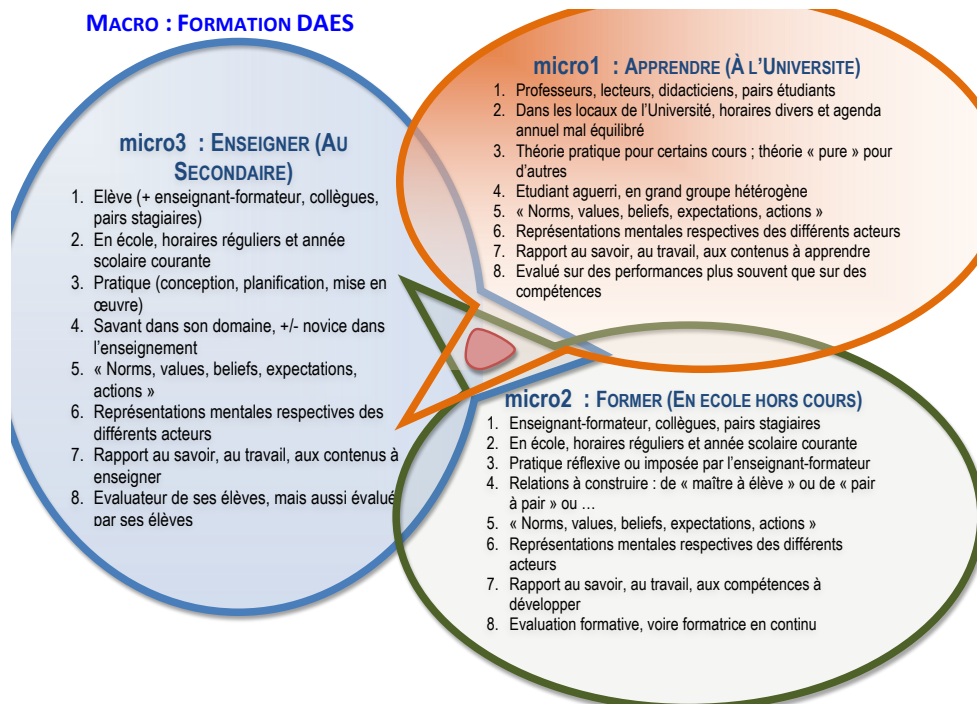 MACRO : FORMATION DAES
micro1 : APPRENDRE (À L'UNIVERSITE)
1. Professeurs, lecteurs, didacticiens, pairs étudiants
2. Dans les locaux de l'Université, horaires divers et agenda
annuel mal équilibré
3. Théorie pratique pour certains cours ; théorie « pure » pour
d'autres
4. Etudiant aguerri, en grand groupe hétérogène
5. « Norms, values, beliefs, expectations, actions »
6. Représentations mentales respectives des différents acteurs
7. Rapport au savoir, au travail, aux contenus à apprendre
8. Evalué sur des performances plus souvent que sur des
compétences
micro3 : ENSEIGNER (AU
SECONDAIRE)
1. Elève (+ enseignant-formateur, collègues,
pairs stagiaires)
2. En école, horaires réguliers et année
scolaire courante
3. Pratique (conception, planification, mise en
œuvre)
4. Savant dans son domaine, +/- novice dans
l'enseignement
5. « Norms, values, beliefs, expectations,
actions »
6. Représentations mentales respectives des
différents acteurs
7. Rapport au savoir, au travail, aux contenus à
enseigner
8. Evaluateur de ses élèves, mais aussi évalué
par ses élèves
micro2 : FORMER (EN ECOLE HORS COURS)
1. Enseignant-formateur, collègues, pairs stagiaires
2. En école, horaires réguliers et année scolaire courante
3. Pratique réflexive ou imposée par l'enseignant-formateur
4. Relations à construire : de « maître à élève » ou de « pair
à pair » ou …
5. « Norms, values, beliefs, expectations, actions »
6. Représentations mentales respectives des différents
acteurs
7. Rapport au savoir, au travail, aux compétences à
développer
8. Evaluation formative, voire formatrice en continu